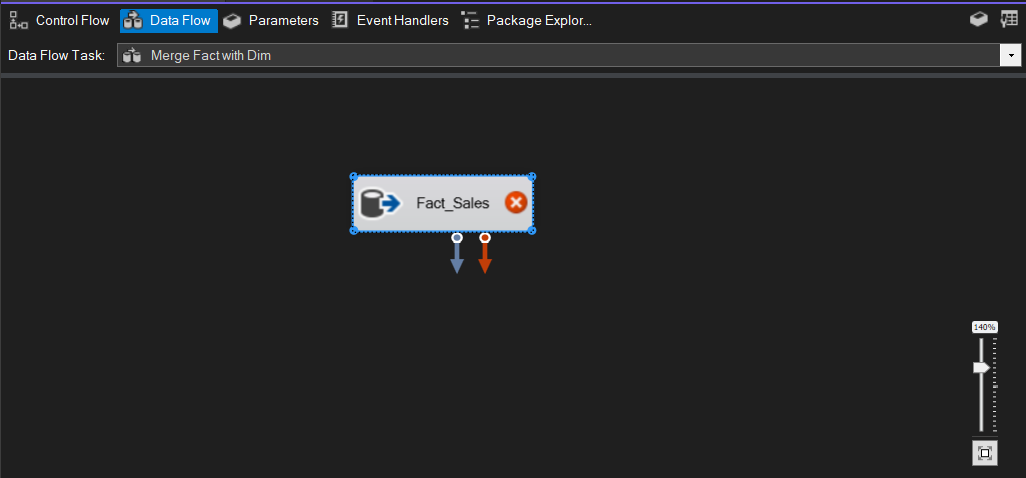 Control Flow Data Flow Parameters Event Handlers Package Explor...
Data Flow Task: Merge Fact with Dim
Fact_Sales
140%